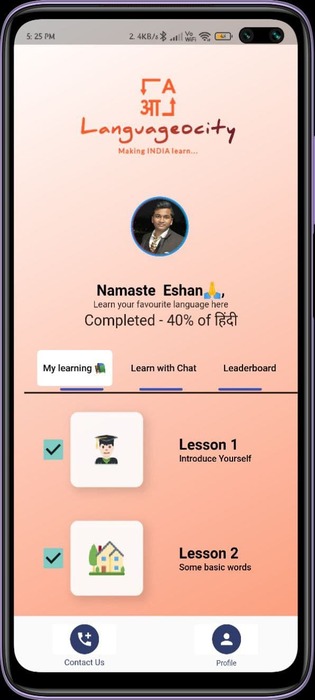 5:25 PM 2.4KB/s Vo WiFi
A
आ
Languageocity
Making INDIA learn...
Namaste Eshan🙏,
Learn your favourite language here
Completed - 40% of हिंदी
My learning 📚 Learn with Chat Leaderboard
Lesson 1
Introduce Yourself
Lesson 2
Some basic words
Contact Us Profile